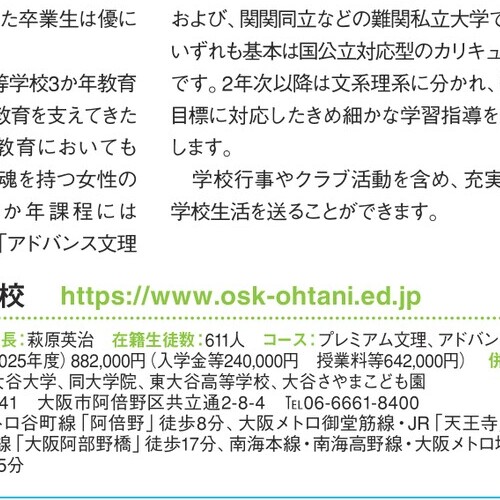 た卒業生は優に
等学校3か年教育
教育を支えてきた
教育においても
魂を持つ女性の
か年課程には
「アドバンス文理
および、関関同立などの難関私立大学で
いずれも基本は国公立対応型のカリキュ
です。2年次以降は文系理系に分かれ、
目標に対応したきめ細かな学習指導を
します。
学校行事やクラブ活動を含め、充実
学校生活を送ることができます。
校 https://www.osk-ohtani.ed.jp
長：萩原英治 在籍生徒数：611人 コース：プレミアム文理、アドバン
2025年度）882,000円（入学金等240,000円 授業料等642,000円） 併
大谷大学、同大学院、東大谷高等学校、大谷さやまこども園
41 大阪市阿倍野区共立通2-8-4 ℡06-6661-8400
トロ谷町線「阿倍野」徒歩8分、大阪メトロ御堂筋線・JR「天王寺」
線「大阪阿部野橋」徒歩17分、南海本線・南海高野線・大阪メトロ
5分